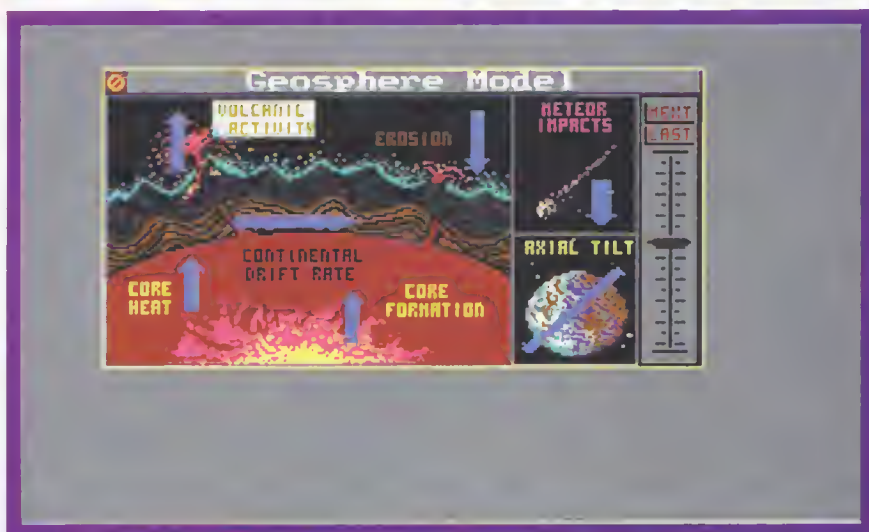 Geosphere Model
VOLCANIC
ACTIVITY
EROSION
CONTINENTAL
DRIFT RATE
CORE
HEAT
CORE
FORMATION
METEOR
IMPACTS
AXIAL TILT
NEXT
LAST